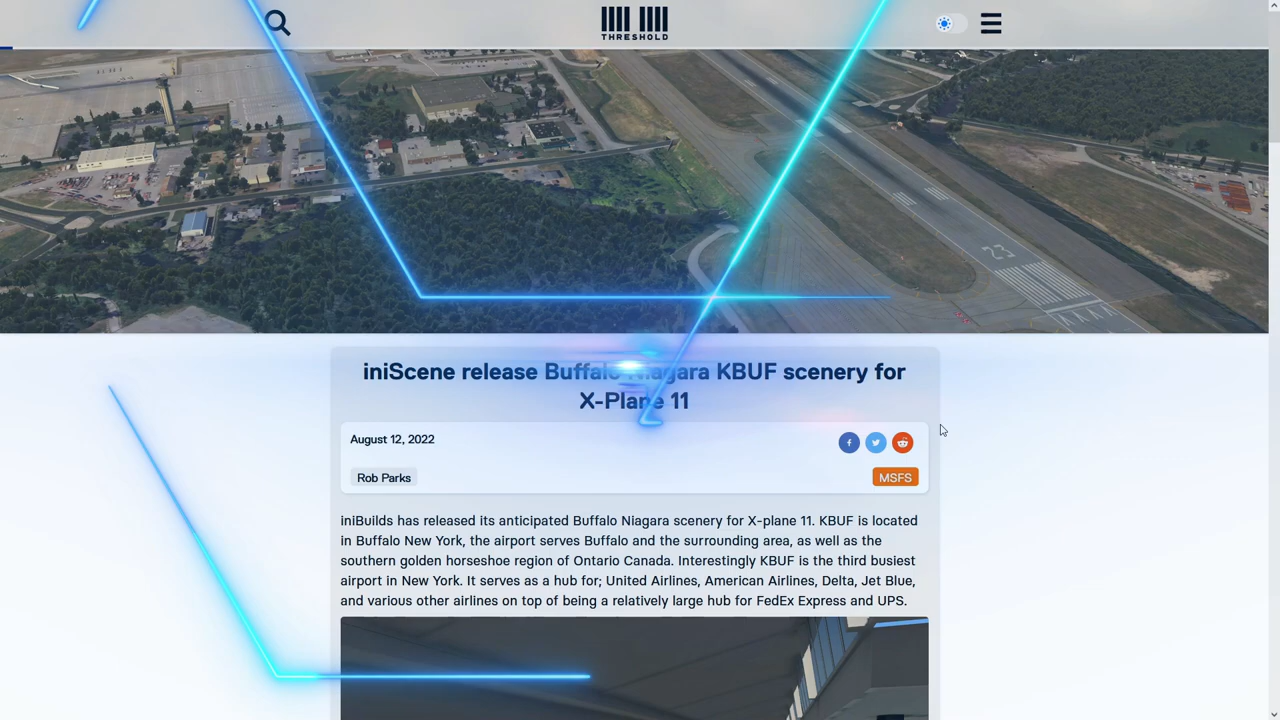 THRESHOLD
23
iniScene release Buffalo Niagara KBUF scenery for
X-Plane 11
August 12, 2022
Rob Parks
MSFS
iniBuilds has released its anticipated Buffalo Niagara scenery for X-plane 11. KBUF is located
in Buffalo New York, the airport serves Buffalo and the surrounding area, as well as the
southern golden horseshoe region of Ontario Canada. Interestingly KBUF is the third busiest
airport in New York. It serves as a hub for; United Airlines, American Airlines, Delta, Jet Blue,
and various other airlines on top of being a relatively large hub for FedEx Express and UPS.